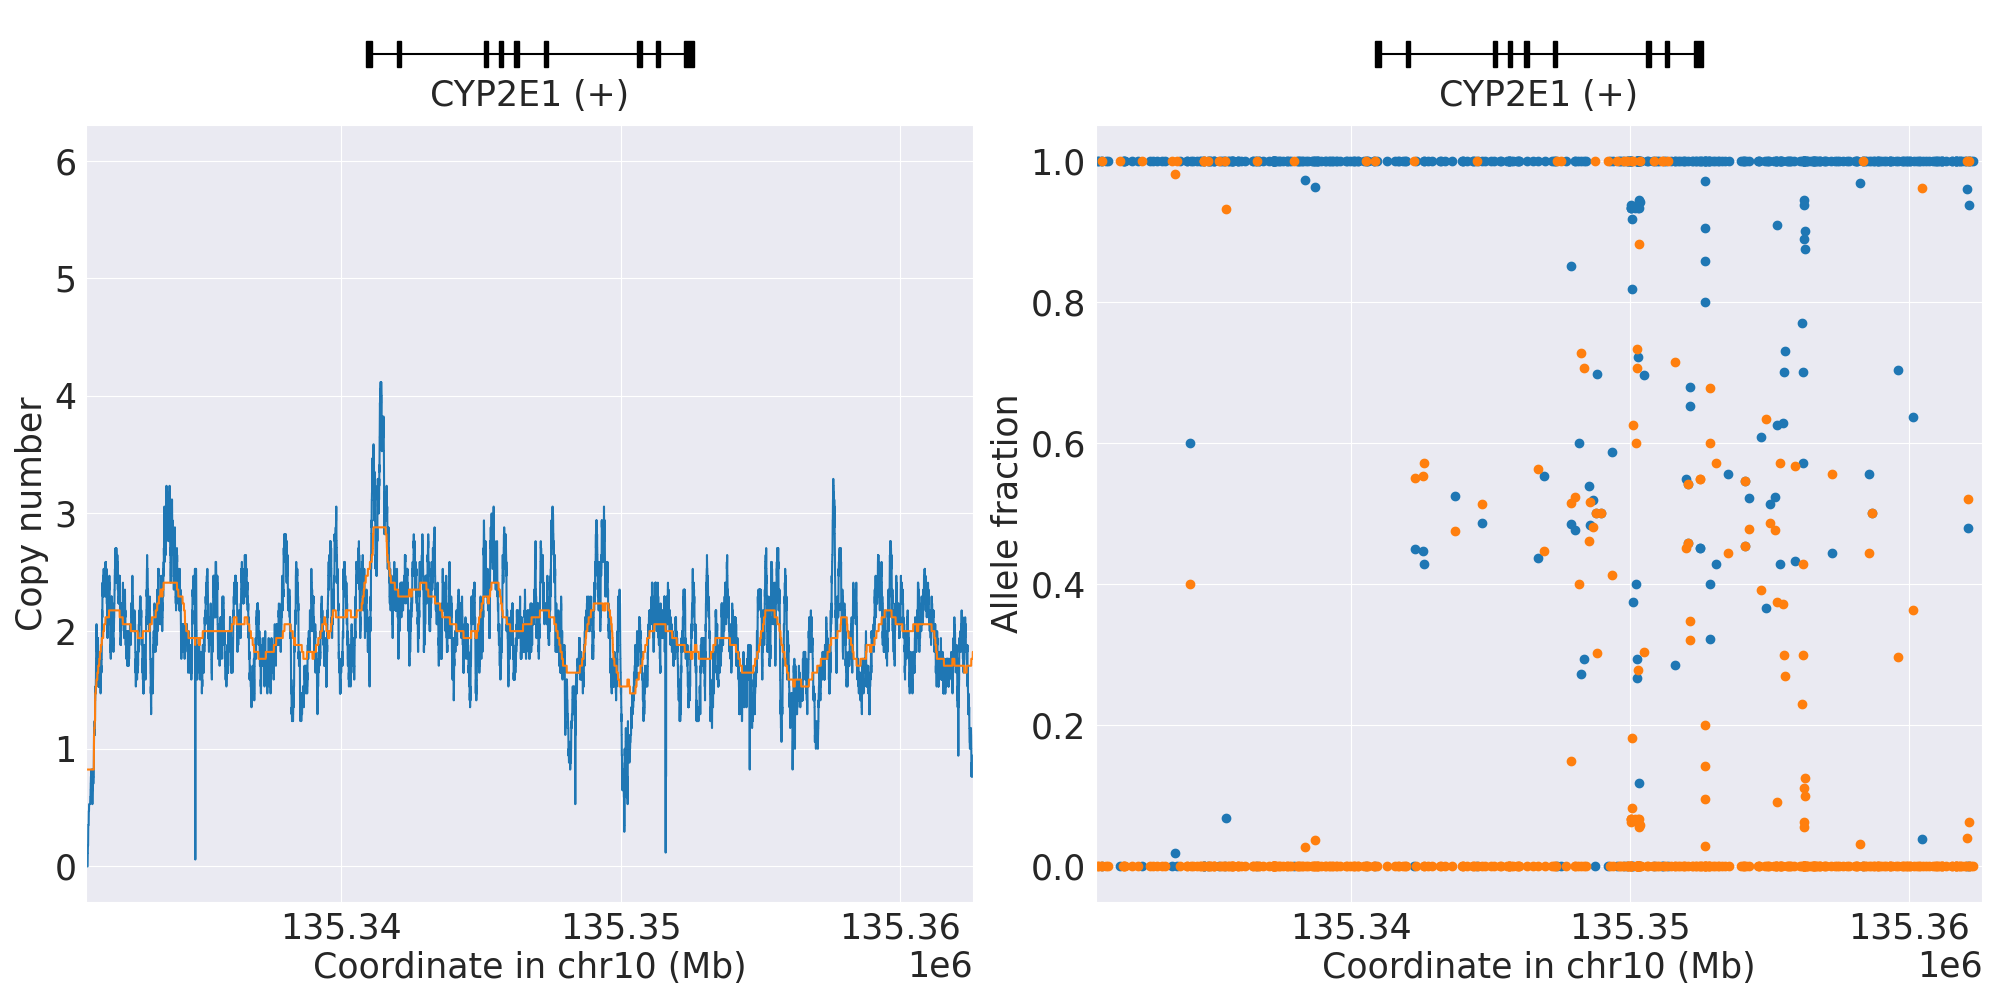 CYP2E1 (+)
6
5
4
3
2
1
0
Copy number
135.34 135.35 135.36
Coordinate in chr10 (Mb)
1e6
CYP2E1 (+)
1.0
0.8
0.6
0.4
0.2
0.0
Allele fraction
135.34 135.35 135.36
Coordinate in chr10 (Mb)
1e6